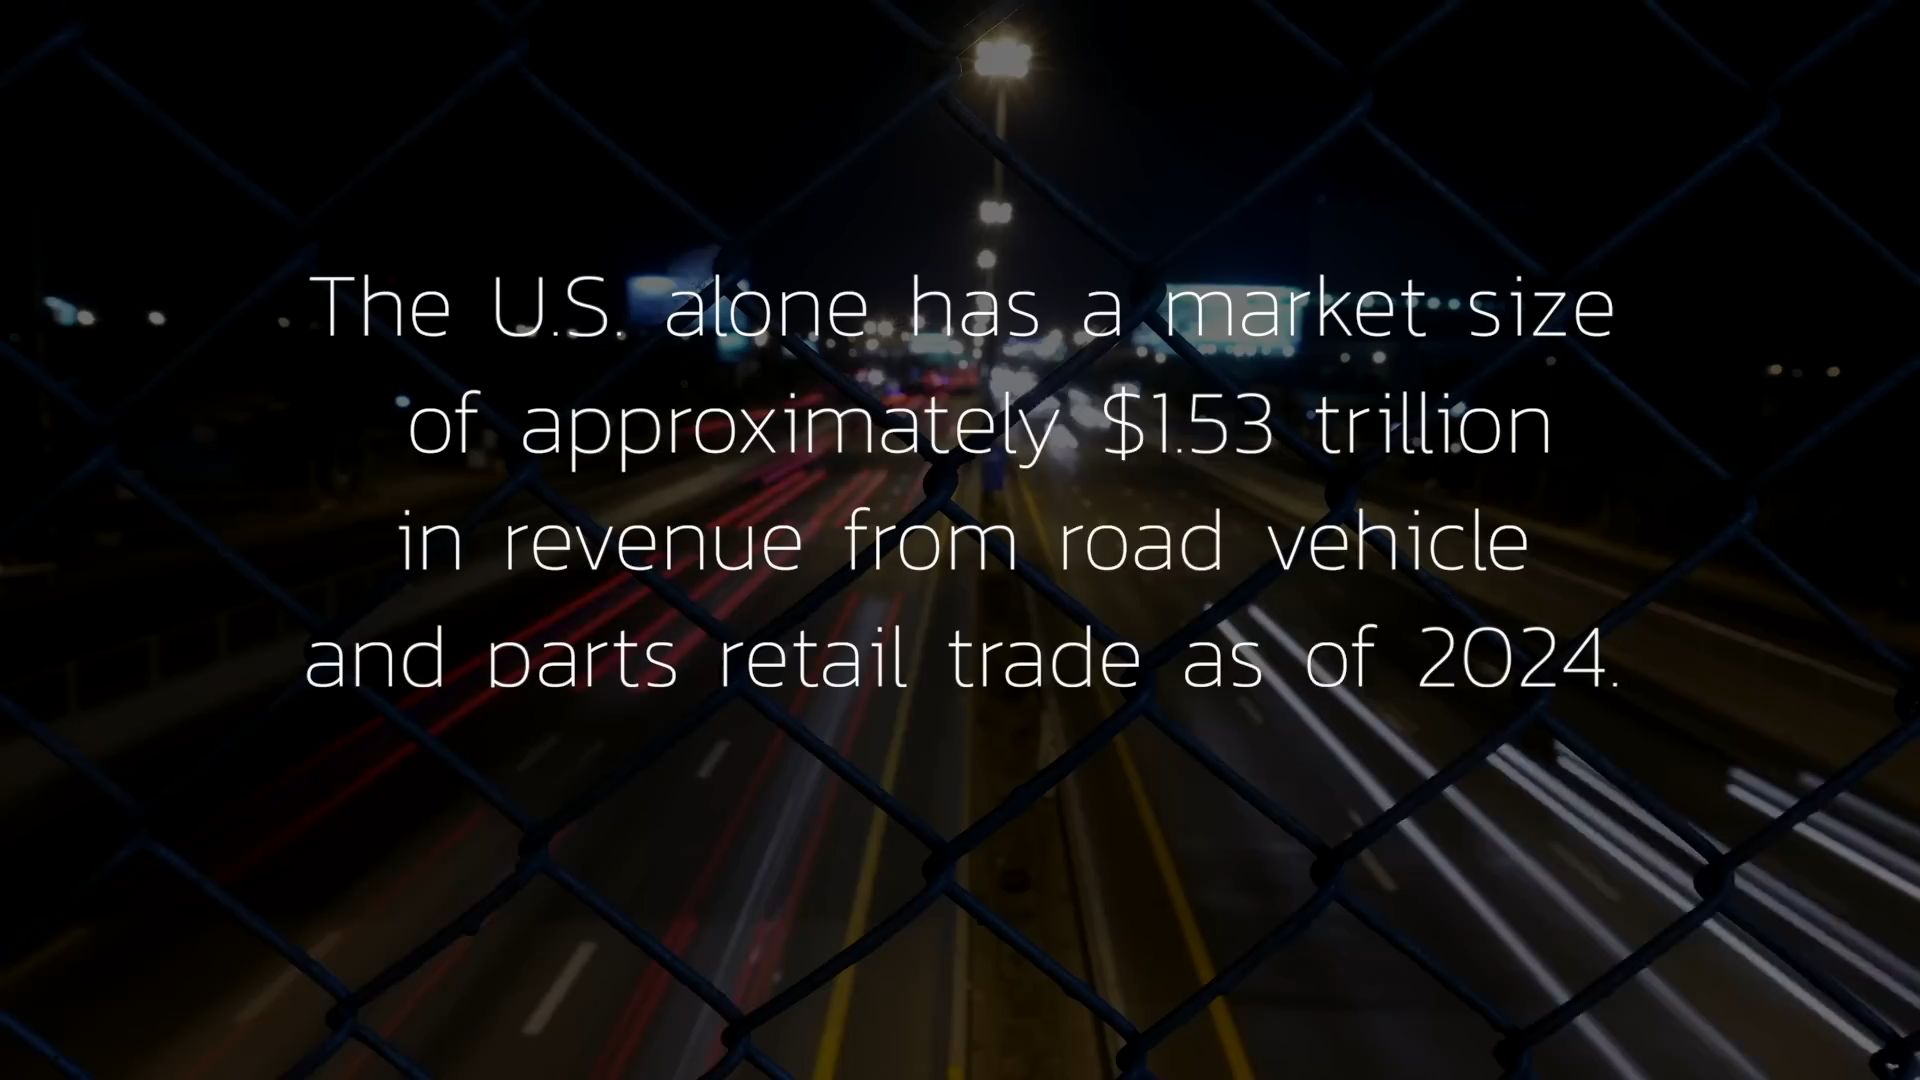 The U.S. alone has a market size
of approximately $1.53 trillion
in revenue from road vehicle
and parts retail trade as of 2024.